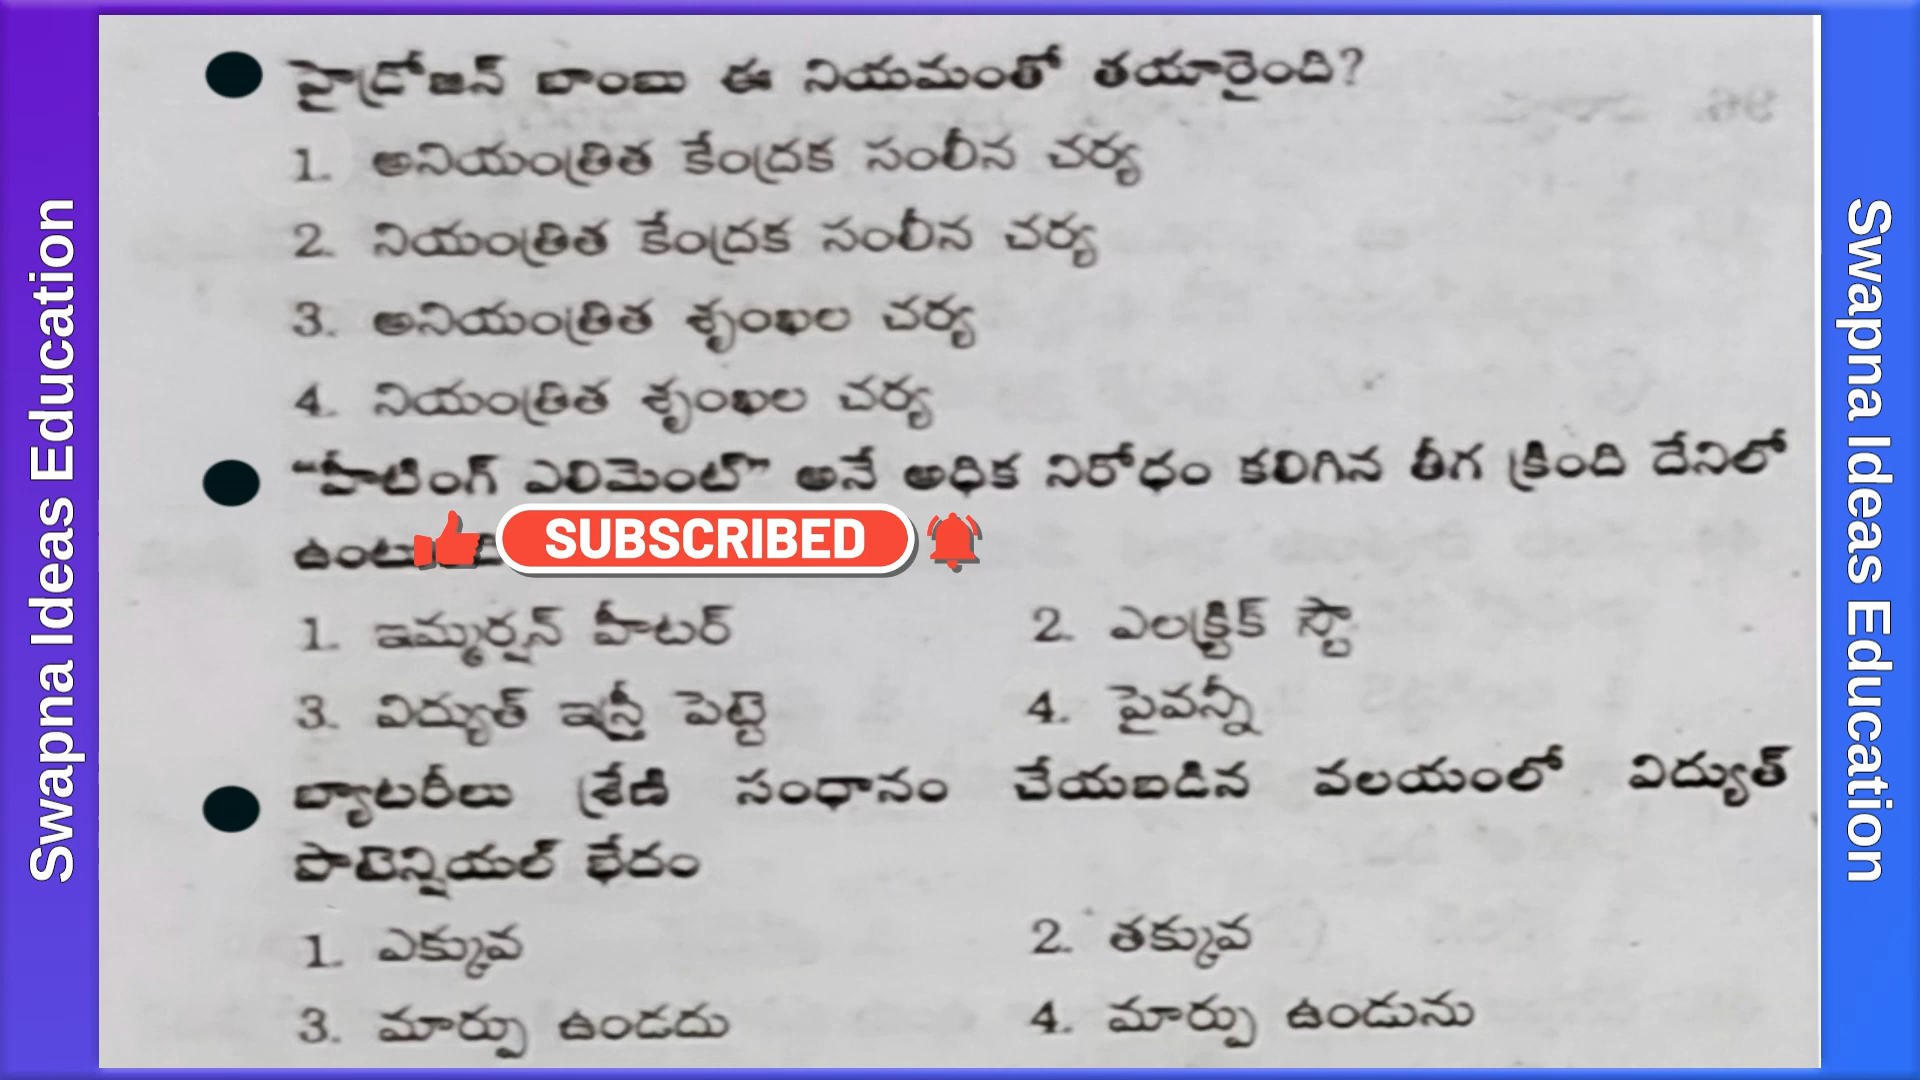 Swapna Ideas Education
హైడ్రోజన్ బాంబు ఈ నియమంతో తయారైంది?
1. అనియంత్రిత కేంద్రక సంలీన చర్య
2. నియంత్రిత కేంద్రక సంలీన చర్య
3. అనియంత్రిత శృంఖల చర్య
4. నియంత్రిత శృంఖల చర్య
“హీటింగ్ ఎలిమెంట్” అనే అధిక నిరోధం కలిగిన తీగ క్రింది దేనిలో
SUBSCRIBED
1. ఇమ్మర్షన్ హీటర్ 2. ఎలక్ట్రిక్ స్టౌ
3. విద్యుత్ ఇస్త్రీ పెట్టె 4. పైవన్నీ
బ్యాటరీలు శ్రేణి సంధానం చేయబడిన వలయంలో విద్యుత్
పొటెన్షియల్ భేదం
1. ఎక్కువ 2. తక్కువ
3. మార్పు ఉండదు 4. మార్పు ఉండును
Swapna Ideas Education